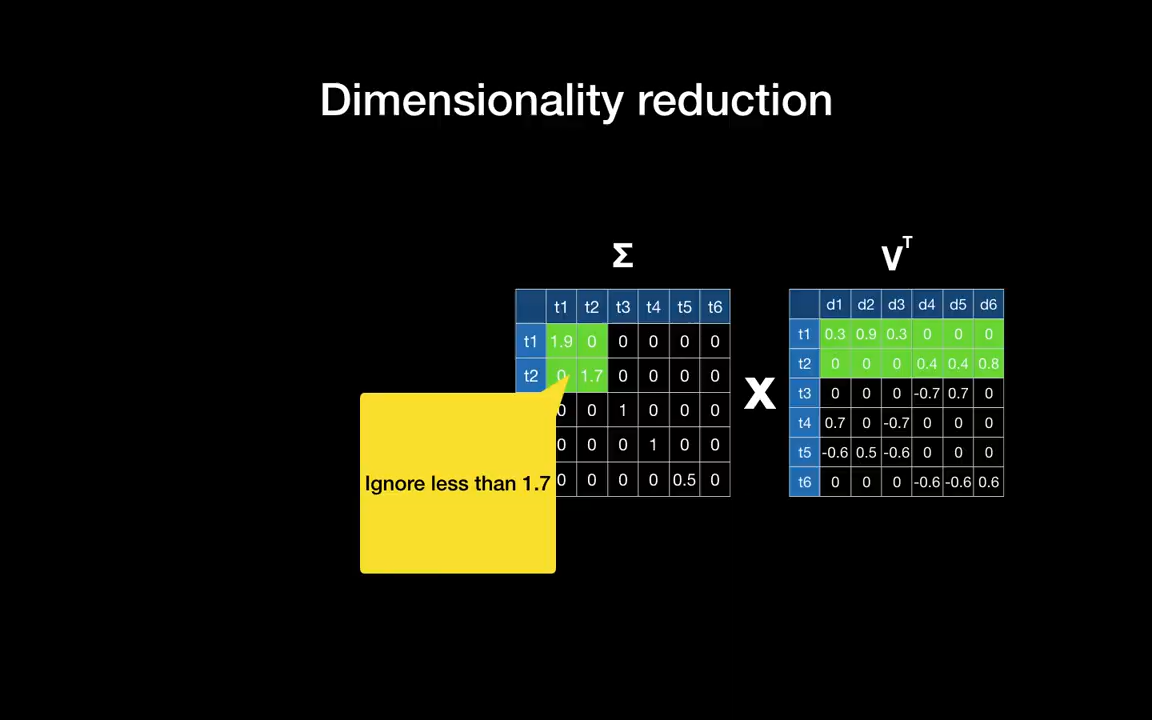 Dimensionality reduction
Σ
V^T
t1 t2 t3 t4 t5 t6
t1 1.9 0 0 0 0 0
t2 0 1.7 0 0 0 0
0 0 1 0 0 0
0 0 0 1 0 0
0 0 0 0 0.5 0
X
d1 d2 d3 d4 d5 d6
t1 0.3 0.9 0.3 0 0 0
t2 0 0 0 0.4 0.4 0.8
t3 0 0 0 -0.7 0.7 0
t4 0.7 0 -0.7 0 0 0
t5 -0.6 0.5 -0.6 0 0 0
t6 0 0 0 -0.6 -0.6 0.6
Ignore less than 1.7